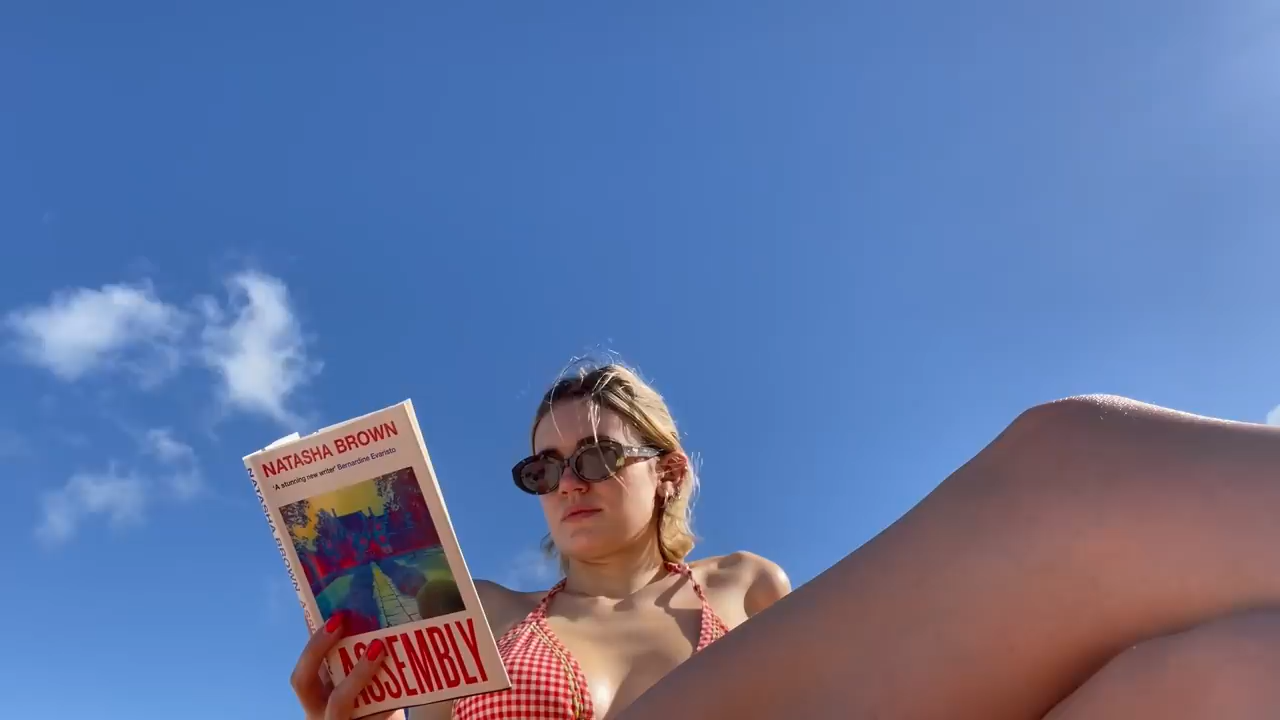 NATASHA BROWN
'A stunning new writer' Bernardine Evaristo
ASSEMBLY
NATASHA BROWN